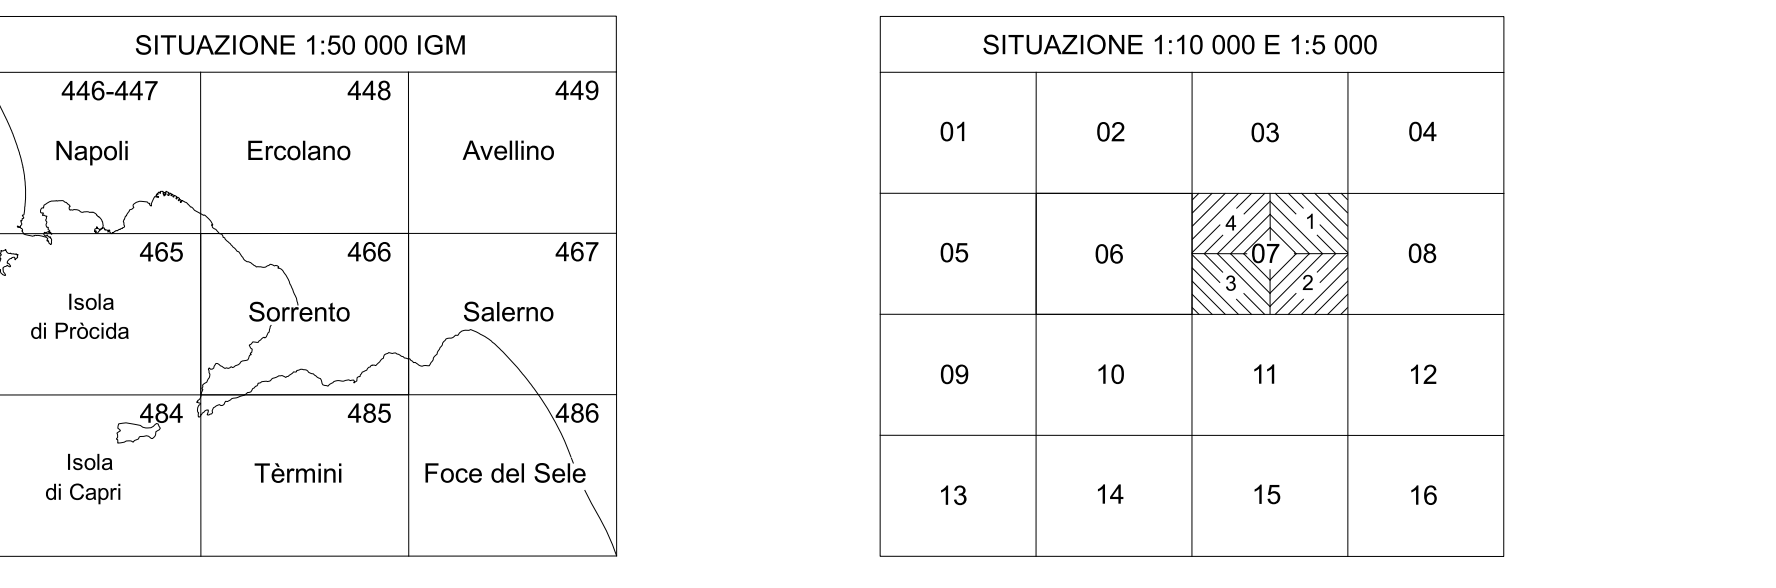 SITUAZIONE 1:50 000 IGM
446-447
448
449
Napoli
Ercolano
Avellino
465
466
467
Isola
di Pròcida
Sorrento
Salerno
484
485
486
Isola
di Capri
Tèrmini
Foce del Sele
SITUAZIONE 1:10 000 E 1:5 000
01 02 03 04
4 1
05 06 07 08
3 2
09 10 11 12
13 14 15 16